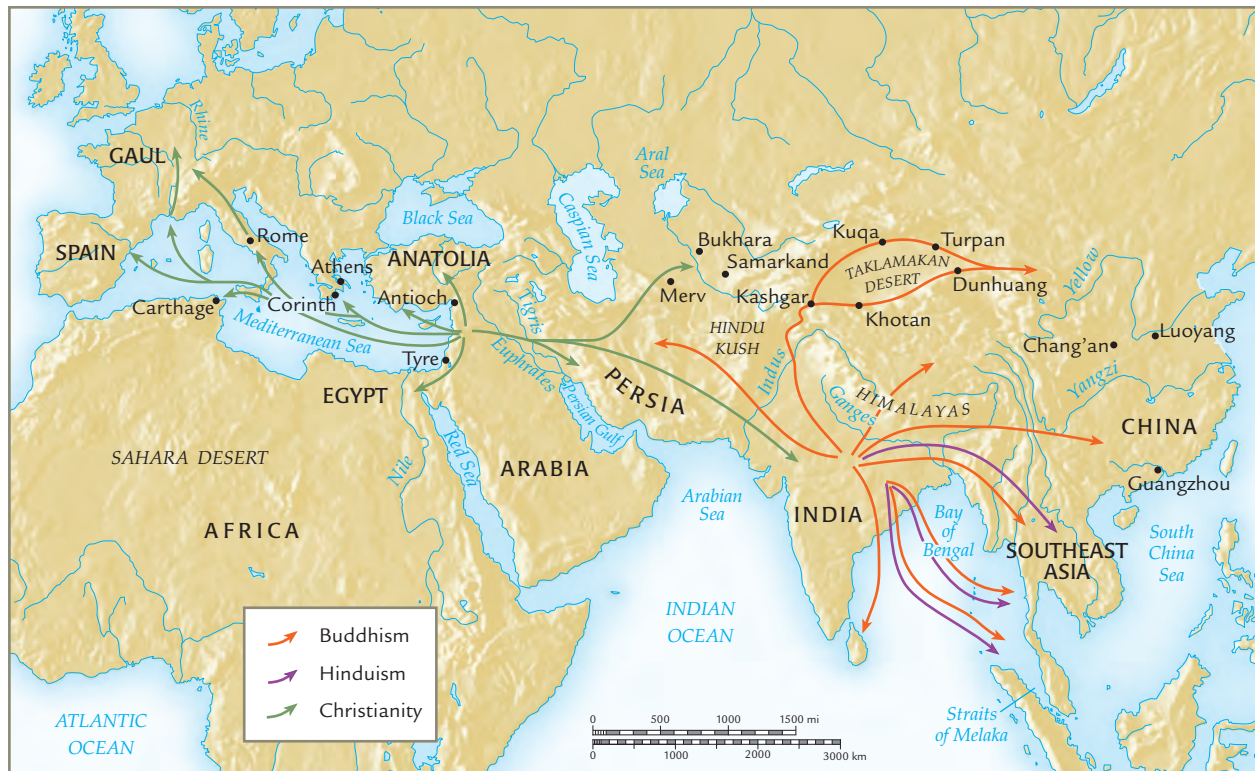 Rhine
GAUL
Aral
Sea
Caspian Sea
Black Sea
SPAIN
Rome
Bukhara
Kuqa
Turpan
ANATOLIA
Athens
Samarkand
TAKLAMAKAN
DESERT
Yellow
Antioch
Corinth
Carthage
Tigris
Merv
Kashgar
Dunhuang
Khotan
Mediterranean Sea
HINDU
KUSH
Luoyang
Chang'an
Tyre
Euphrates
Indus
Yangzi
EGYPT
PERSIA
Persian Gulf
Ganges
HIMALAYAS
CHINA
SAHARA DESERT
Nile
Red Sea
ARABIA
Guangzhou
Arabian
Sea
INDIA
Bay
of
Bengal
AFRICA
SOUTHEAST
ASIA
South
China
Sea
INDIAN
OCEAN
Buddhism
Hinduism
Christianity
ATLANTIC
OCEAN
Straits
of Melaka
0 500 1000 1500 mi
0 1000 2000 3000 km